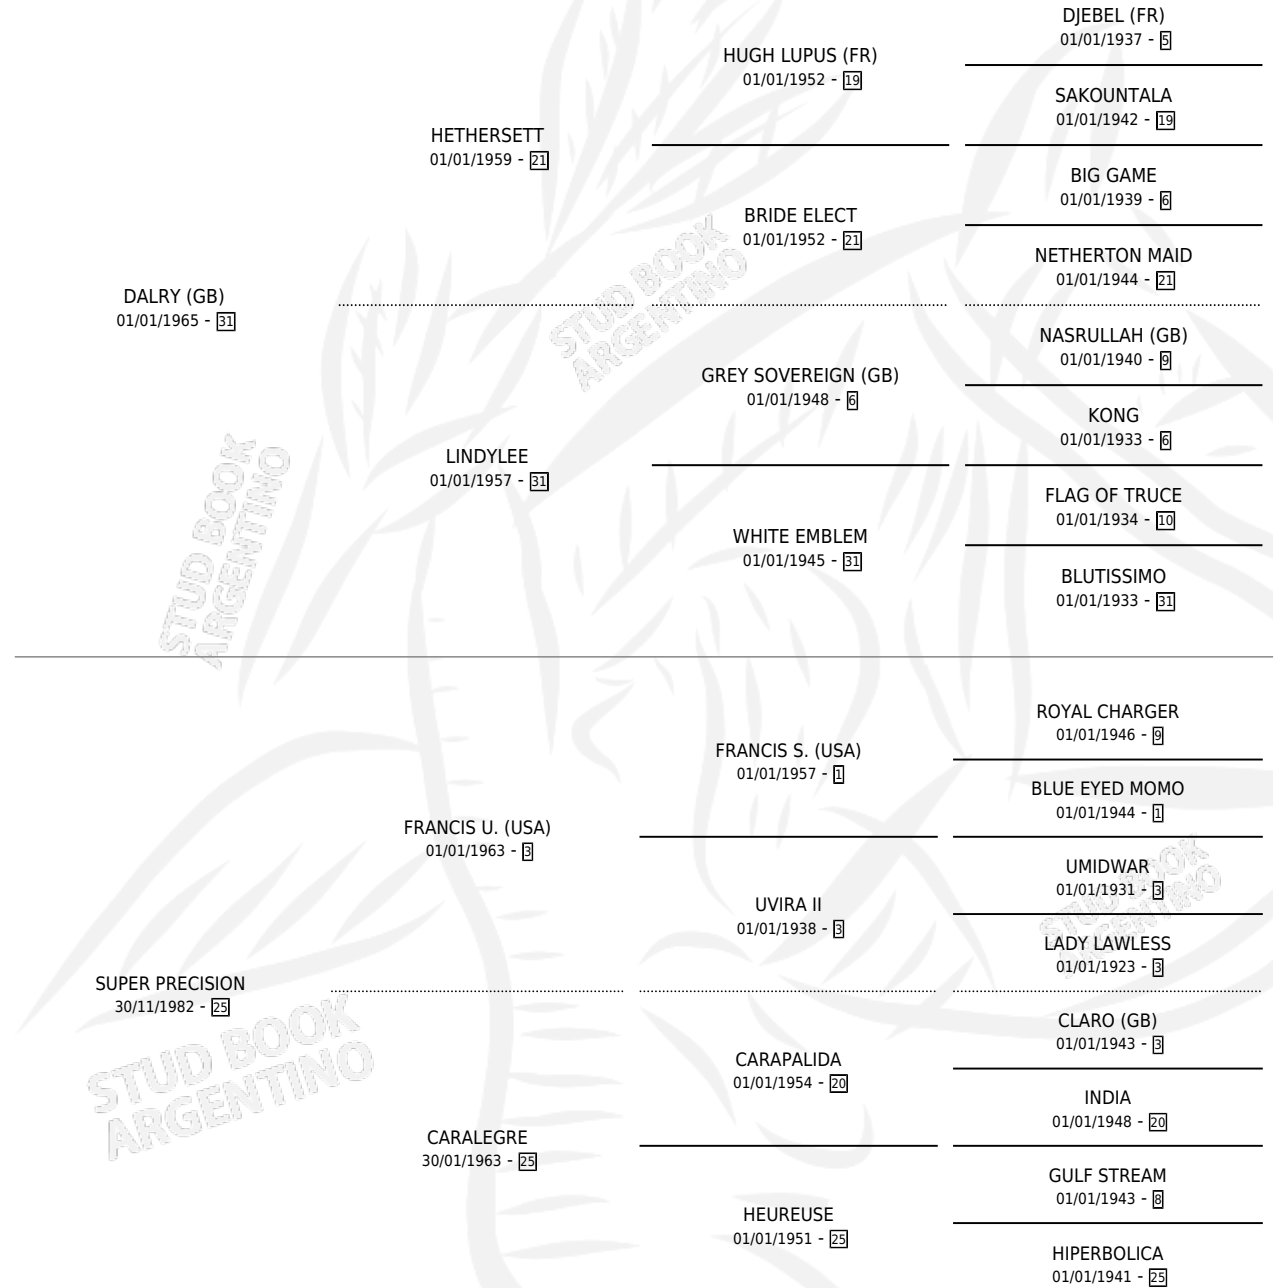 DJEBEL (FR)
01/01/1937 - 5
HUGH LUPUS (FR)
01/01/1952 - 19
SAKOUNTALA
01/01/1942 - 19
HETHERSETT
01/01/1959 - 21
BIG GAME
01/01/1939 - 6
BRIDE ELECT
01/01/1952 - 21
NETHERTON MAID
01/01/1944 - 21
DALRY (GB)
01/01/1965 - 31
STUD BOOK
ARGENTINO
NASRULLAH (GB)
01/01/1940 - 9
GREY SOVEREIGN (GB)
01/01/1948 - 6
KONG
01/01/1933 - 6
LINDYLEE
01/01/1957 - 31
FLAG OF TRUCE
01/01/1934 - 10
WHITE EMBLEM
01/01/1945 - 31
BLUTISSIMO
01/01/1933 - 31
STUD BOOK
ARGENTINO
ROYAL CHARGER
01/01/1946 - 9
FRANCIS S. (USA)
01/01/1957 - 1
BLUE EYED MOMO
01/01/1944 - 1
FRANCIS U. (USA)
01/01/1963 - 3
UMIDWAR
01/01/1931 - 3
UVIRA II
01/01/1938 - 3
LADY LAWLESS
01/01/1923 - 3
STUD BOOK
ARGENTINO
SUPER PRECISION
30/11/1982 - 25
CLARO (GB)
01/01/1943 - 3
CARAPALIDA
01/01/1954 - 20
INDIA
01/01/1948 - 20
STUD BOOK
ARGENTINO
CARALEGRE
30/01/1963 - 25
GULF STREAM
01/01/1943 - 8
HEUREUSE
01/01/1951 - 25
HIPERBOLICA
01/01/1941 - 25